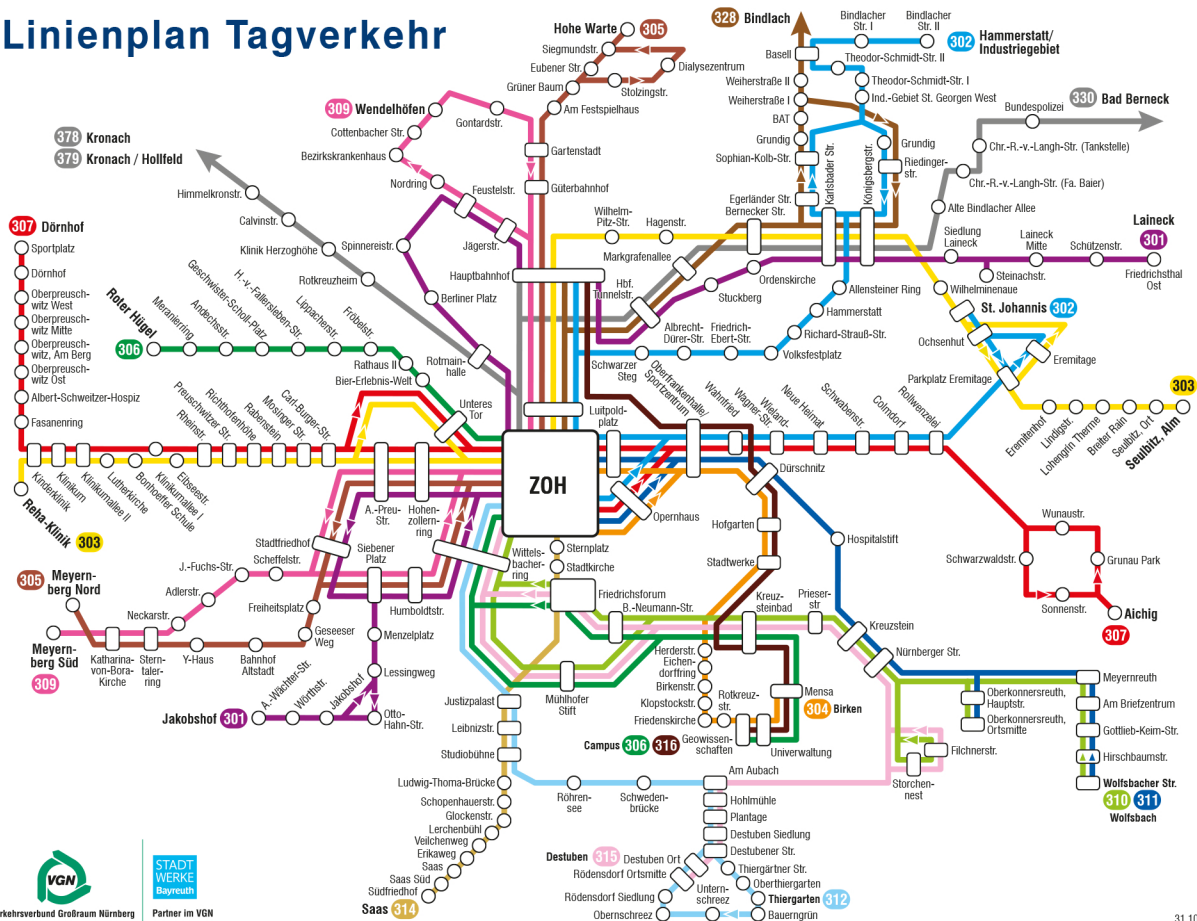 Linienplan Tagverkehr
Hohe Warte 305
Siegmundstr.
Eubener Str.
Dialysezentrum
Grüner Baum
Stolzingstr.
Am Festspielhaus
309 Wendelhöfen
Gontardstr.
Cottenbacher Str.
Bezirkskrankenhaus
Gartenstadt
Nordring
Feustelstr.
Güterbahnhof
Jägerstr.
Spinnereistr.
Hauptbahnhof
Berliner Platz
Rotmain-
halle
378 Kronach
379 Kronach / Hollfeld
Himmelkronstr.
Calvinstr.
Klinik Herzoghöhe
Rotkreuzheim
328 Bindlach
Bindlacher
Str. I
Bindlacher
Str. II
302 Hammerstatt/
Industriegebiet
Basell
Theodor-Schmidt-Str. II
Weiherstraße II
Theodor-Schmidt-Str. I
Weiherstraße I
Ind.-Gebiet St. Georgen West
BAT
Grundig
Grundig
Sophian-Kolb-Str.
Karlsbader Str.
Königsbergstr.
Riedinger-
str.
Egerländer Str.
Bernecker Str.
330 Bad Berneck
Bundespolizei
Chr.-R.-v.-Langh-Str. (Tankstelle)
Chr.-R.-v.-Langh-Str. (Fa. Baier)
Alte Bindlacher Allee
Wilhelm-
Pitz-Str.
Hagenstr.
Markgrafenallee
Hbf.
Tunnelstr.
Stuckberg
Ordenskirche
Siedlung
Laineck
Laineck
Mitte
Schützenstr.
Laineck
301
Friedrichsthal
Ost
Steinachstr.
Allensteiner Ring
Hammerstatt
Richard-Strauß-Str.
Volksfestplatz
Friedrich-
Ebert-Str.
Albrecht-
Dürer-Str.
Schwarzer
Steg
Wilhelminenaue
St. Johannis 302
Ochsenhut
Eremitage
Parkplatz Eremitage
303
Eremitenhof
Lindigstr.
Lohengrin Therme
Breiter Rain
Seulbitz, Ort
Seulbitz, Alm
307 Dörnhof
Sportplatz
Dörnhof
Oberpreusch-
witz West
Oberpreusch-
witz Mitte
Oberpreusch-
witz, Am Berg
Oberpreusch-
witz Ost
Albert-Schweitzer-Hospiz
Fasanenring
Roter Hügel
306
Meranierring
Andechsstr.
Geschwister-Scholl-Platz
H.-v.-Fallersleben-Str.
Lippacherstr.
Fröbelstr.
Rathaus II
Bier-Erlebnis-Welt
Unteres
Tor
Kinderklinik
Klinikum
Klinikumallee II
Lutherkirche
Bonhoeffer Schule
Klinikumallee I
Eibseestr.
Rheinstr.
Preuschwitzer Str.
Richthofenhöhe
Rabenstein
Mosinger Str.
Carl-Burger-Str.
Reha-Klinik 303
A.-Preu-
Str.
Hohen-
zollern-
ring
ZOH
Luitpold-
platz
Oberfrankenhalle/
Sportzentrum
Wahnfried
Wagner-Str.
Wieland-
Neue Heimat
Schwabenstr.
Colmdorf
Rollwenzelei
Opernhaus
Dürschnitz
Hofgarten
Stadtwerke
Hospitalstift
Wunaustr.
Schwarzwaldstr.
Grunau Park
Sonnenstr.
Aichig
307
Stadtfriedhof
Scheffelstr.
Siebener
Platz
Humboldtstr.
Wittels-
bacher-
ring
Sternplatz
Stadtkirche
Friedrichsforum
B.-Neumann-Str.
Kreuz-
steinbad
Prieser-
str
Kreuzstein
Nürnberger Str.
305 Meyern-
berg Nord
J.-Fuchs-Str.
Adlerstr.
Neckarstr.
Freiheitsplatz
Geseeser
Weg
Meyern-
berg Süd
309
Katharina-
von-Bora-
Kirche
Stern-
taler-
ring
Y-Haus
Bahnhof
Altstadt
Menzelplatz
Lessingweg
Otto-
Hahn-Str.
Jakobshof
Wörthstr.
A.-Wächter-Str.
Jakobshof 301
Mühlhofer
Stift
Justizpalast
Leibnizstr.
Studiobühne
Ludwig-Thoma-Brücke
Schopenhauerstr.
Glockenstr.
Lerchenbühl
Veilchenweg
Erikaweg
Saas
Saas Süd
Südfriedhof
Saas 314
Herderstr.
Eichen-
dorffring
Birkenstr.
Klopstockstr.
Friedenskirche
Rotkreuz-
str.
Mensa
304 Birken
Campus 306 316
Geowissen-
schaften
Univerwaltung
Filchnerstr.
Storchen-
nest
Oberkonnersreuth,
Hauptstr.
Oberkonnersreuth,
Ortsmitte
Meyernreuth
Am Briefzentrum
Gottlieb-Keim-Str.
Hirschbaumstr.
Wolfsbacher Str.
310 311
Wolfsbach
Röhren-
see
Schweden-
brücke
Am Aubach
Hohlmühle
Plantage
Destuben Siedlung
Destubener Str.
Destuben 315 Destuben Ort
Rödensdorf Ortsmitte
Rödensdorf Siedlung
Obernschreez
Untern-
schreez
Thiergärtner Str.
Oberthiergarten
Thiergarten 312
Bauerngrün
VGN
Verkehrsverbund Großraum Nürnberg
STADT
WERKE
Bayreuth
Partner im VGN